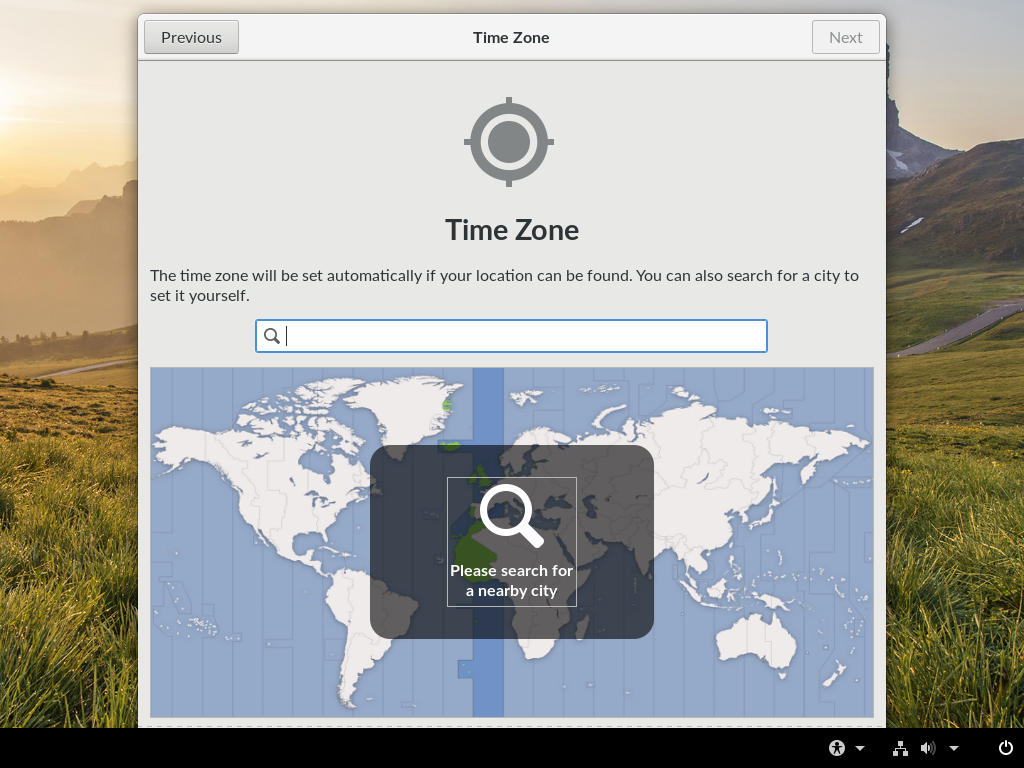 Previous
Time Zone
Next
Time Zone
The time zone will be set automatically if your location can be found. You can also search for a city to
set it yourself.
Please search for
a nearby city